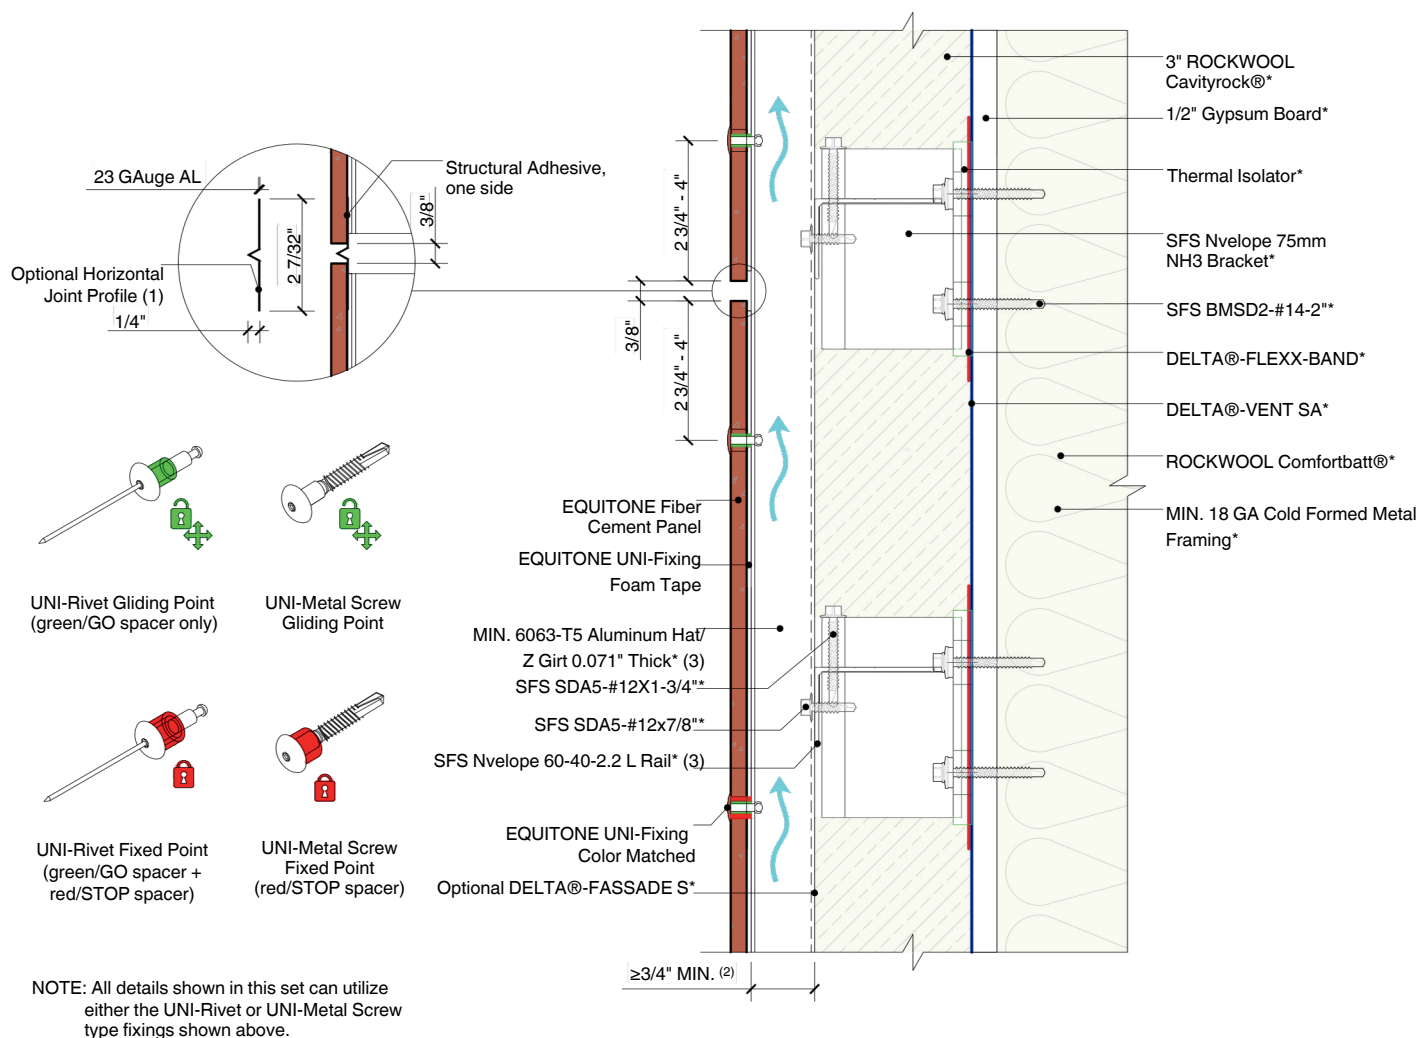 3" ROCKWOOL
Cavityrock®*
1/2" Gypsum Board*
Thermal Isolator*
SFS Nvelope 75mm
NH3 Bracket*
SFS BMSD2-#14-2"*
DELTA®-FLEXX-BAND*
DELTA®-VENT SA*
ROCKWOOL Comfortbatt®*
MIN. 18 GA Cold Formed Metal
Framing*
23 GAuge AL
Structural Adhesive,
one side
3/8"
2 7/32"
Optional Horizontal
Joint Profile (1)
1/4"
2 3/4" - 4"
3/8"
2 3/4" - 4"
EQUITONE Fiber
Cement Panel
EQUITONE UNI-Fixing
Foam Tape
MIN. 6063-T5 Aluminum Hat/
Z Girt 0.071" Thick* (3)
SFS SDA5-#12X1-3/4"*
SFS SDA5-#12x7/8"*
SFS Nvelope 60-40-2.2 L Rail* (3)
EQUITONE UNI-Fixing
Color Matched
Optional DELTA®-FASSADE S*
≥3/4" MIN. (2)
UNI-Rivet Gliding Point
(green/GO spacer only)
UNI-Metal Screw
Gliding Point
UNI-Rivet Fixed Point
(green/GO spacer +
red/STOP spacer)
UNI-Metal Screw
Fixed Point
(red/STOP spacer)
NOTE: All details shown in this set can utilize
either the UNI-Rivet or UNI-Metal Screw
type fixings shown above.